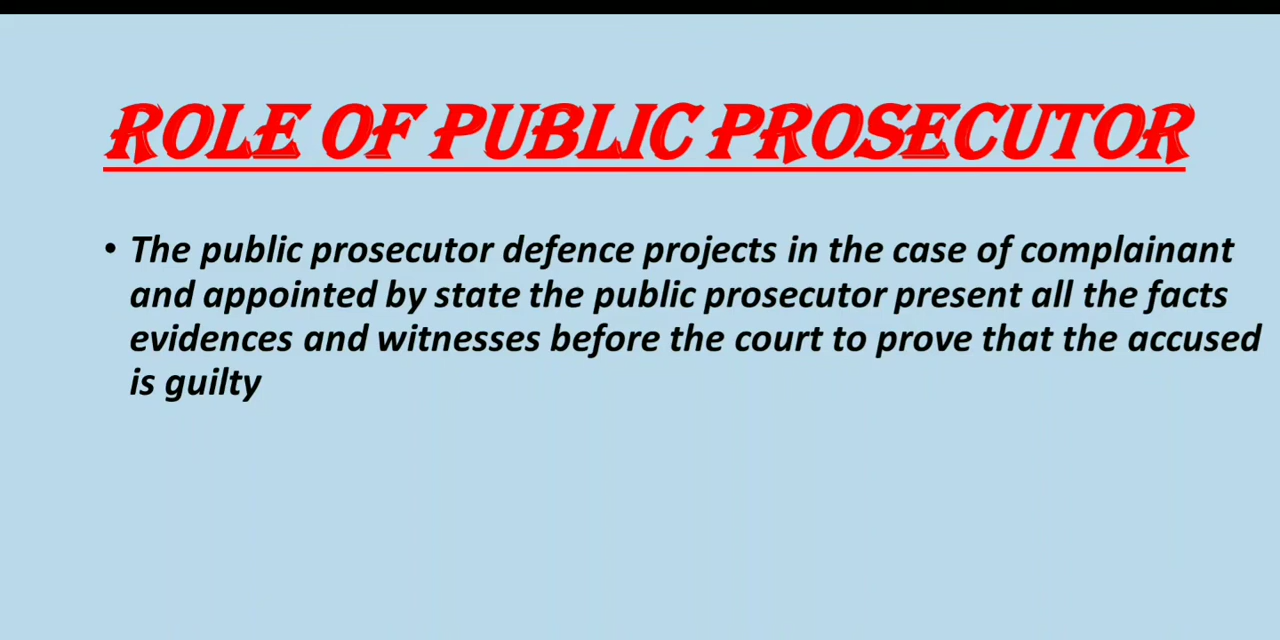 ROLE OF PUBLIC PROSECUTOR
• The public prosecutor defence projects in the case of complainant
and appointed by state the public prosecutor present all the facts
evidences and witnesses before the court to prove that the accused
is guilty